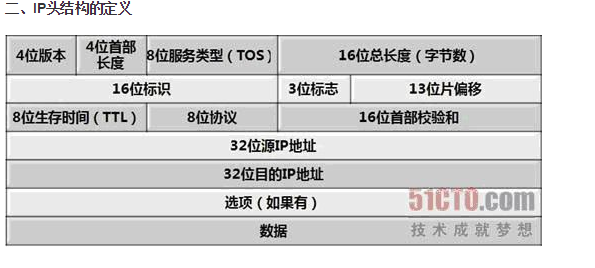 二、IP头结构的定义
4位版本 4位首部长度 8位服务类型（TOS） 16位总长度（字节数）
16位标识 3位标志 13位片偏移
8位生存时间（TTL） 8位协议 16位首部校验和
32位源IP地址
32位目的IP地址
选项（如果有）
数据
51CTO.com
技术成就梦想